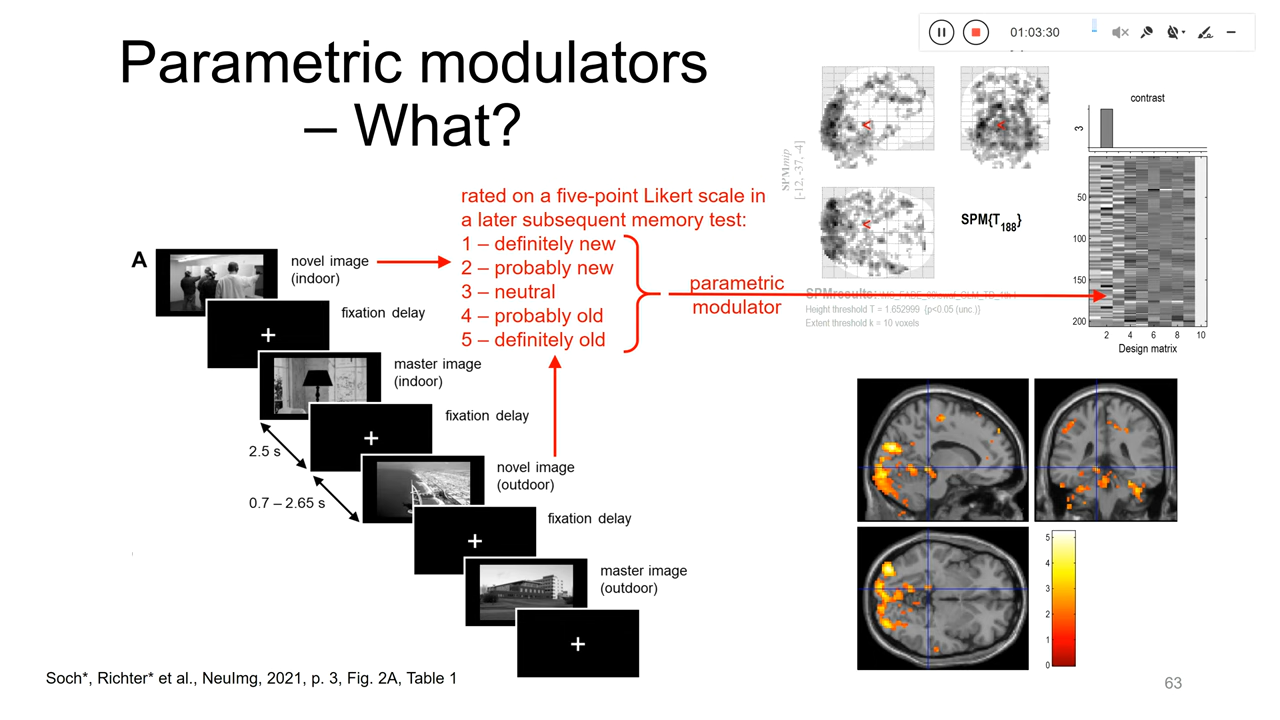 Parametric modulators
– What?
01:03:30
contrast
3
SPMmip
[-12, -37, -4]
<
<
<
SPM{T188}
50
100
150
200
2 4 6 8 10
Design matrix
rated on a five-point Likert scale in
a later subsequent memory test:
1 – definitely new
2 – probably new
3 – neutral
4 – probably old
5 – definitely old
parametric
modulator
SPMresults:
Height threshold T = 1.652999 {p<0.05 (unc.)}
Extent threshold k = 10 voxels
A
novel image
(indoor)
fixation delay
master image
(indoor)
fixation delay
2.5 s
novel image
(outdoor)
0.7 – 2.65 s
fixation delay
master image
(outdoor)
5
4
3
2
1
0
Soch*, Richter* et al., NeuImg, 2021, p. 3, Fig. 2A, Table 1
63